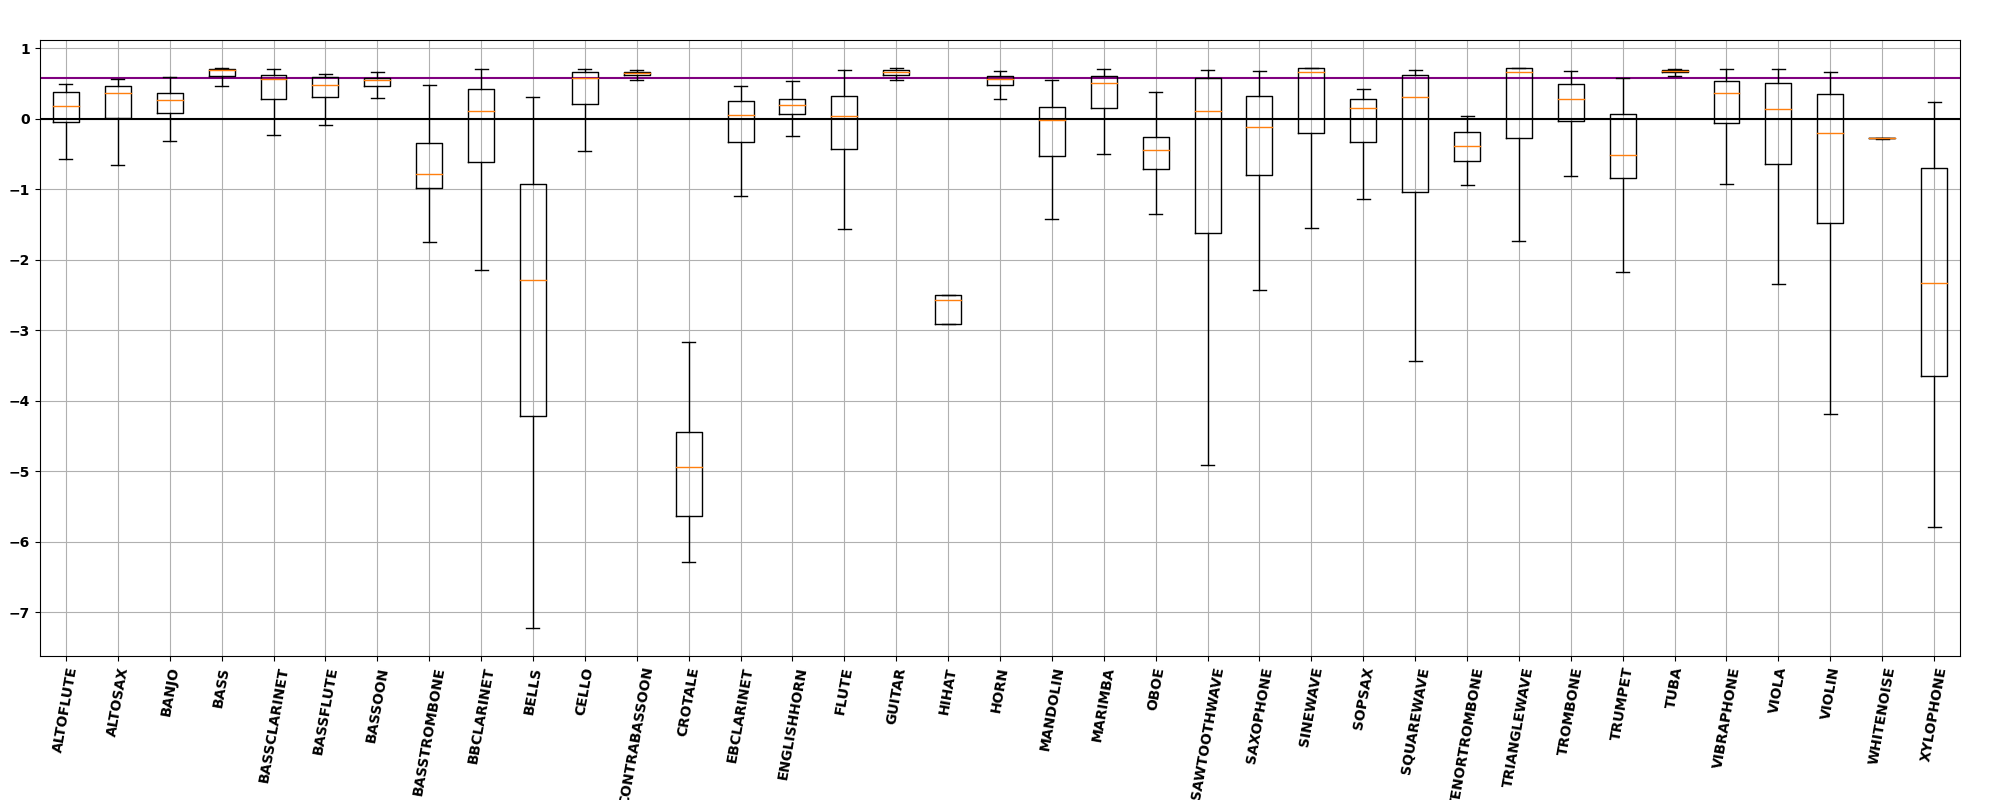 1
0
−1
−2
−3
−4
−5
−6
−7
ALTOFLUTE
ALTOSAX
BANJO
BASS
BASSCLARINET
BASSFLUTE
BASSOON
BASSTROMBONE
BBCLARINET
BELLS
CELLO
CONTRABASSOON
CROTALE
EBCLARINET
ENGLISHHORN
FLUTE
GUITAR
HIHAT
HORN
MANDOLIN
MARIMBA
OBOE
SAWTOOTHWAVE
SAXOPHONE
SINEWAVE
SOPSAX
SQUAREWAVE
TENORTROMBONE
TRIANGLEWAVE
TROMBONE
TRUMPET
TUBA
VIBRAPHONE
VIOLA
VIOLIN
WHITENOISE
XYLOPHONE